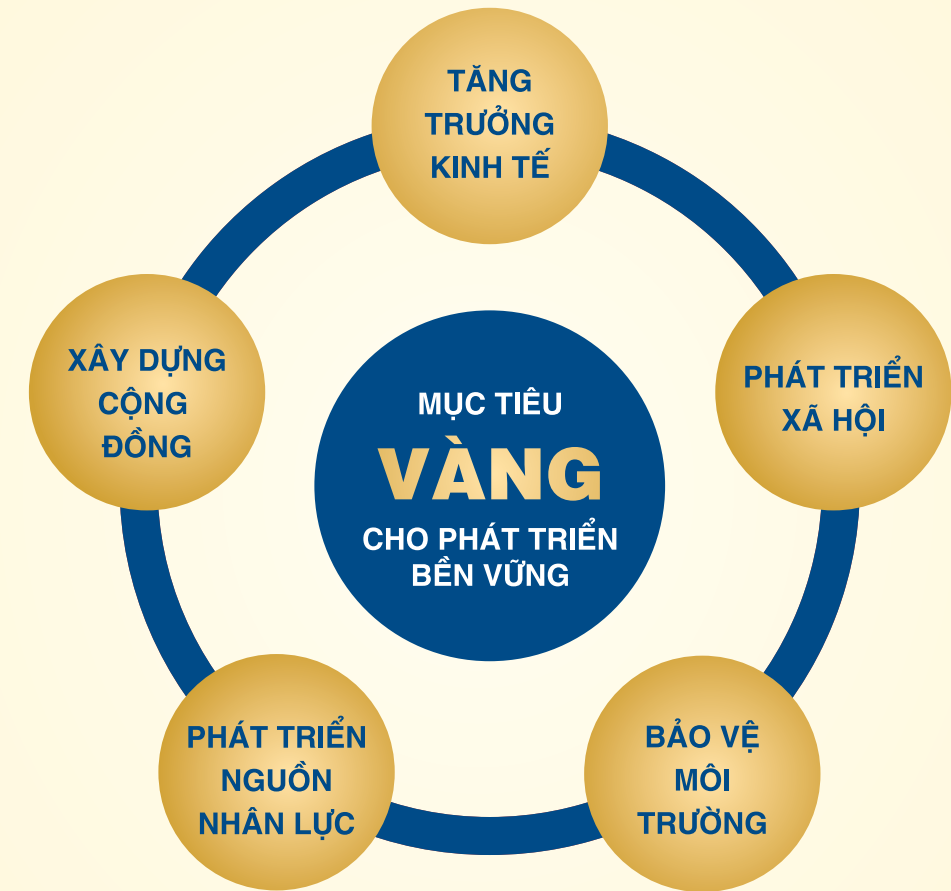 TĂNG
TRƯỞNG
KINH TẾ
XÂY DỰNG
CỘNG
ĐỒNG
PHÁT TRIỂN
XÃ HỘI
MỤC TIÊU
VÀNG
CHO PHÁT TRIỂN
BỀN VỮNG
PHÁT TRIỂN
NGUỒN
NHÂN LỰC
BẢO VỆ
MÔI
TRƯỜNG